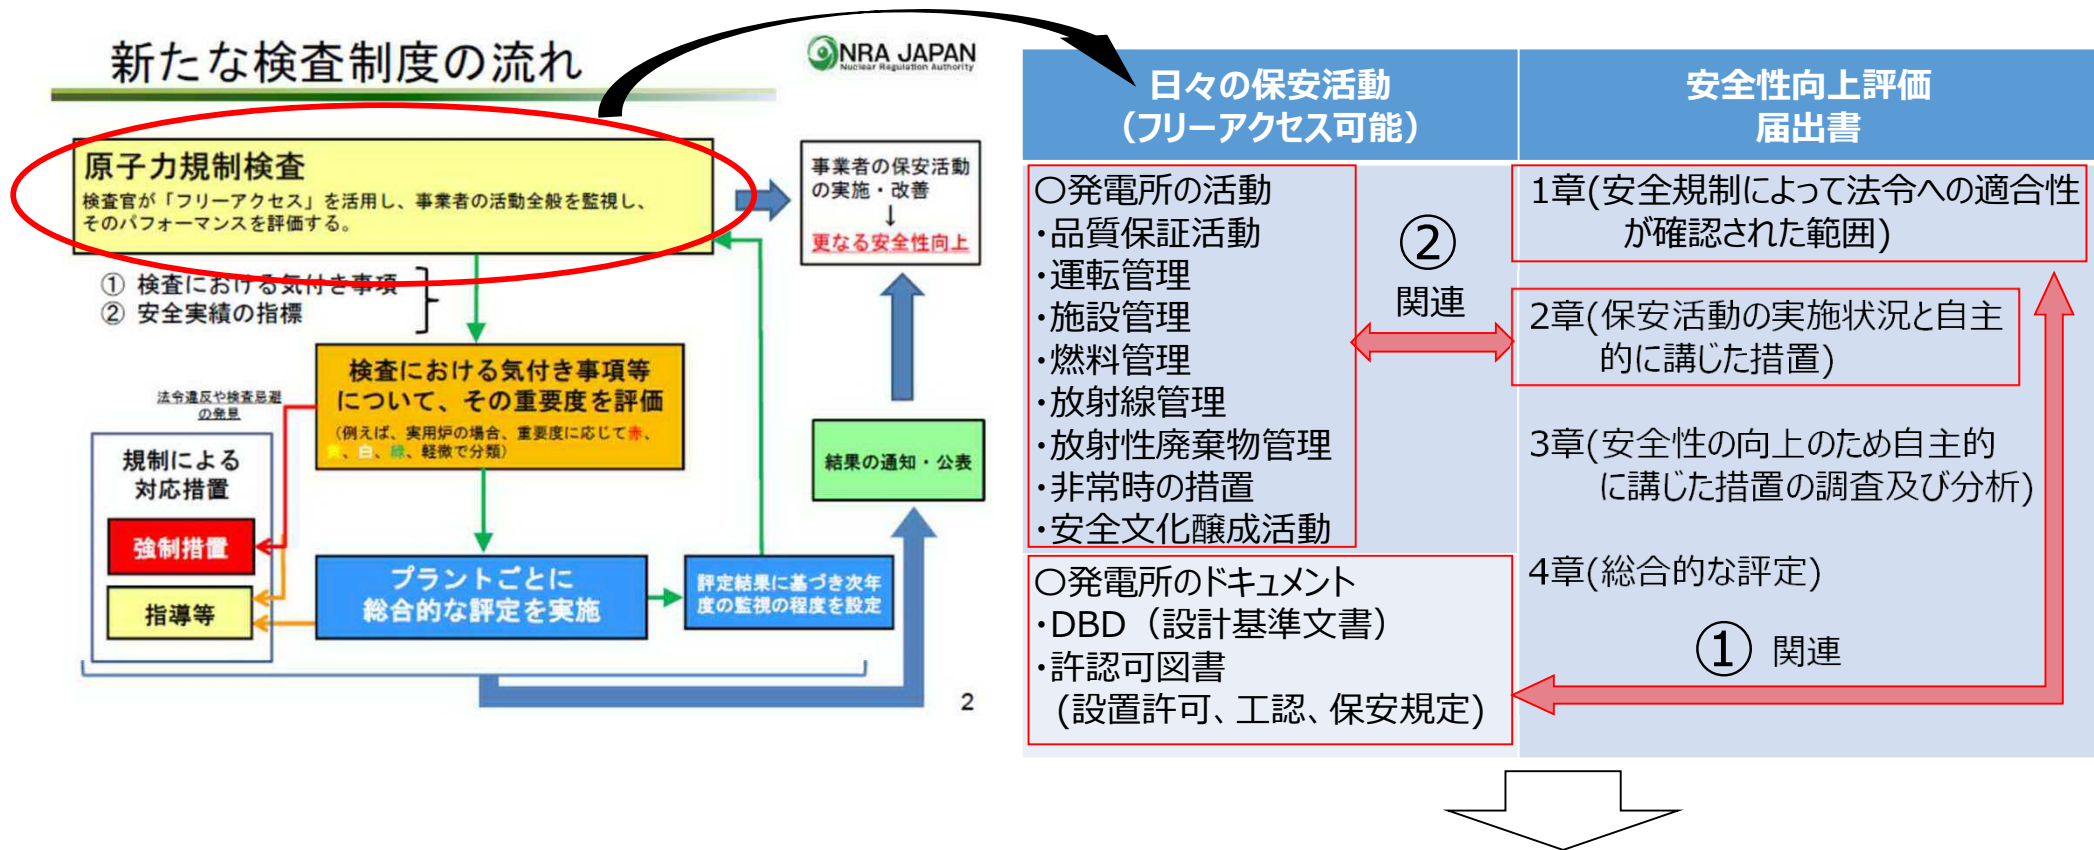 新たな検査制度の流れ
NRA JAPAN
Nuclear Regulation Authority
原子力規制検査
検査官が「フリーアクセス」を活用し、事業者の活動全般を監視し、
そのパフォーマンスを評価する。
① 検査における気付き事項
② 安全実績の指標
検査における気付き事項等
について、その重要度を評価
(例えば、実用炉の場合、重要度に応じて赤、
黄、白、緑、軽微で分類)
法令違反や検査忌避
の発見
規制による
対応措置
強制措置
指導等
プラントごとに
総合的な評定を実施
評定結果に基づき次年
度の監視の程度を設定
事業者の保安活動
の実施・改善
↓
更なる安全性向上
結果の通知・公表
2
日々の保安活動
（フリーアクセス可能）
安全性向上評価
届出書
〇発電所の活動
・品質保証活動
・運転管理
・施設管理
・燃料管理
・放射線管理
・放射性廃棄物管理
・非常時の措置
・安全文化醸成活動
②
関連
〇発電所のドキュメント
・DBD（設計基準文書）
・許認可図書
(設置許可、工認、保安規定)
1章(安全規制によって法令への適合性
が確認された範囲)
2章(保安活動の実施状況と自主
的に講じた措置)
3章(安全性の向上のため自主的
に講じた措置の調査及び分析)
4章(総合的な評定)
① 関連